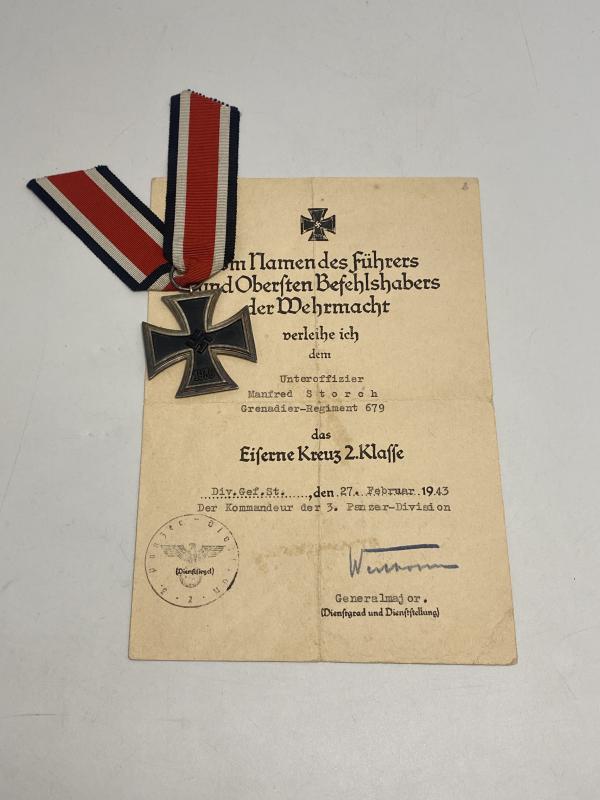 Im Namen des Führers
und Obersten Befehlshabers
der Wehrmacht
verleihe ich
dem
Unteroffizier
Manfred Storch
Grenadier-Regiment 679
das
Eiserne Kreuz 2. Klasse
Div.Gef.St. , den 27. Februar 1943
Der Kommandeur der 3. Panzer-Division
(Dienstsiegel)
Generalmajor.
(Dienstgrad und Dienststellung)